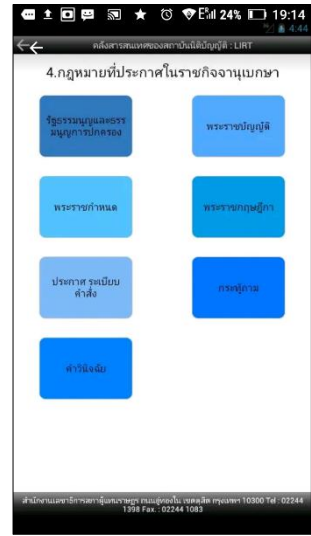 24% 19:14
4:44
คลังสารสนเทศของสถาบันนิติบัญญัติ : LIRT
4.กฎหมายที่ประกาศในราชกิจจานุเบกษา
รัฐธรรมนูญและธรร
มนูญการปกครอง
พระราชบัญญัติ
พระราชกำหนด
พระราชกฤษฎีกา
ประกาศ ระเบียบ
คำสั่ง
กระทู้ถาม
คำวินิจฉัย
สำนักงานเลขาธิการสภาผู้แทนราษฎร ถนนอู่ทองใน เขตดุสิต กรุงเทพฯ 10300 Tel : 02244
1398 Fax. : 02244 1083